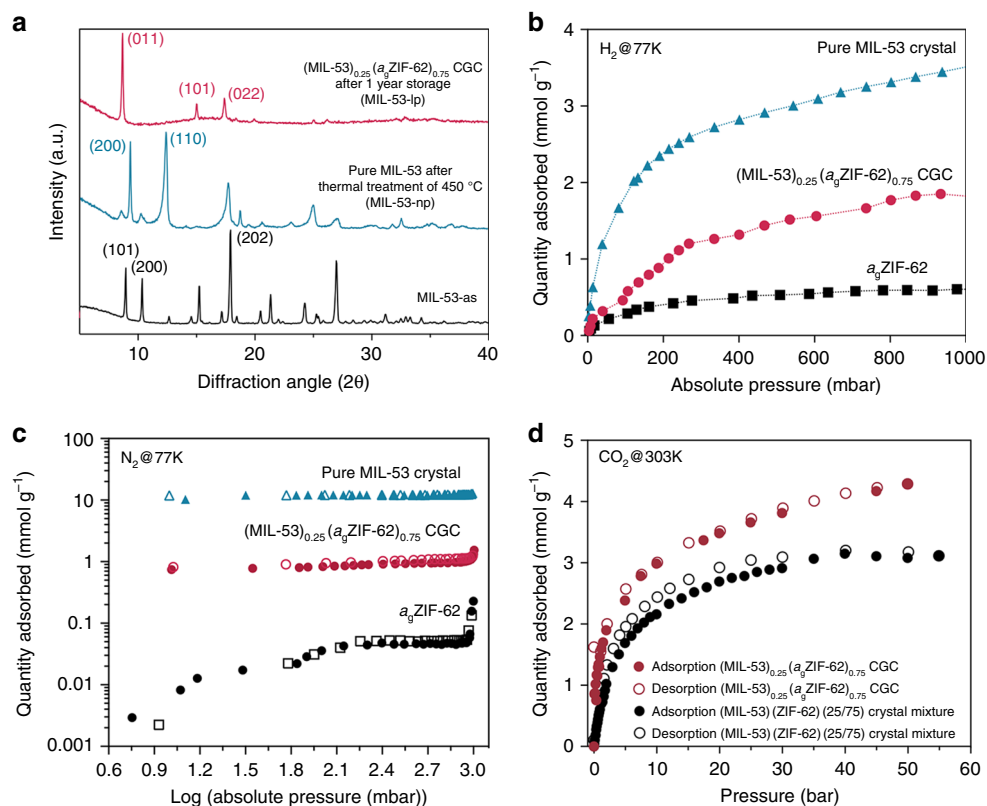 a
(011)
(MIL-53)0.25(agZIF-62)0.75 CGC
after 1 year storage
(MIL-53-lp)
(101)
(022)
(200)
(110)
Pure MIL-53 after
thermal treatment of 450 °C
(MIL-53-np)
(101)
(200)
(202)
MIL-53-as
Intensity (a.u.)
10
20
30
40
Diffraction angle (2θ)
b
H2@77K
Pure MIL-53 crystal
(MIL-53)0.25(agZIF-62)0.75 CGC
agZIF-62
Quantity adsorbed (mmol g−1)
4
3
2
1
0
0
200
400
600
800
1000
Absolute pressure (mbar)
c
N2@77K
Pure MIL-53 crystal
(MIL-53)0.25(agZIF-62)0.75 CGC
agZIF-62
Quantity adsorbed (mmol g−1)
100
10
1
0.1
0.01
0.001
0.6
0.9
1.2
1.5
1.8
2.1
2.4
2.7
3.0
Log (absolute pressure (mbar))
d
CO2@303K
Adsorption (MIL-53)0.25(agZIF-62)0.75 CGC
Desorption (MIL-53)0.25(agZIF-62)0.75 CGC
Adsorption (MIL-53)(ZIF-62)(25/75) crystal mixture
Desorption (MIL-53)(ZIF-62)(25/75) crystal mixture
Quantity adsorbed (mmol g−1)
5
4
3
2
1
0
0
10
20
30
40
50
60
Pressure (bar)